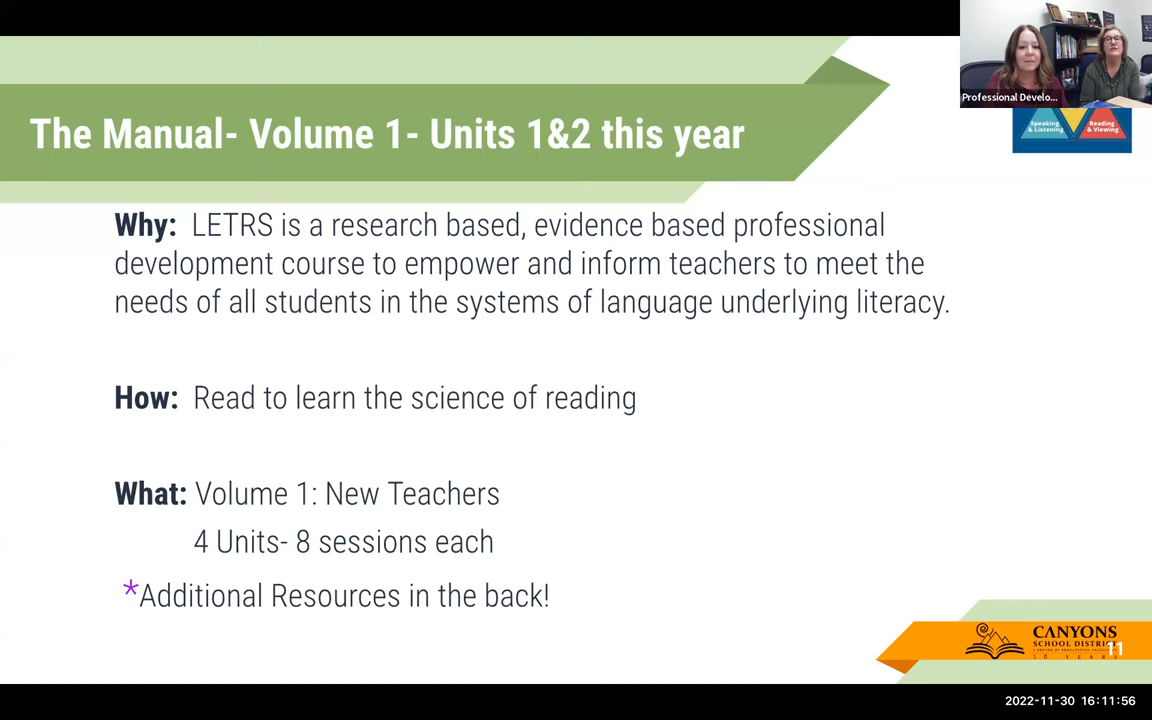 The Manual- Volume 1- Units 1&2 this year
Professional Develo...
Speaking
& Listening
Reading
& Viewing
Why: LETRS is a research based, evidence based professional
development course to empower and inform teachers to meet the
needs of all students in the systems of language underlying literacy.
How: Read to learn the science of reading
What: Volume 1: New Teachers
4 Units- 8 sessions each
*Additional Resources in the back!
CANYONS
SCHOOL DISTRICT
11
10 YEARS
2022-11-30 16:11:56